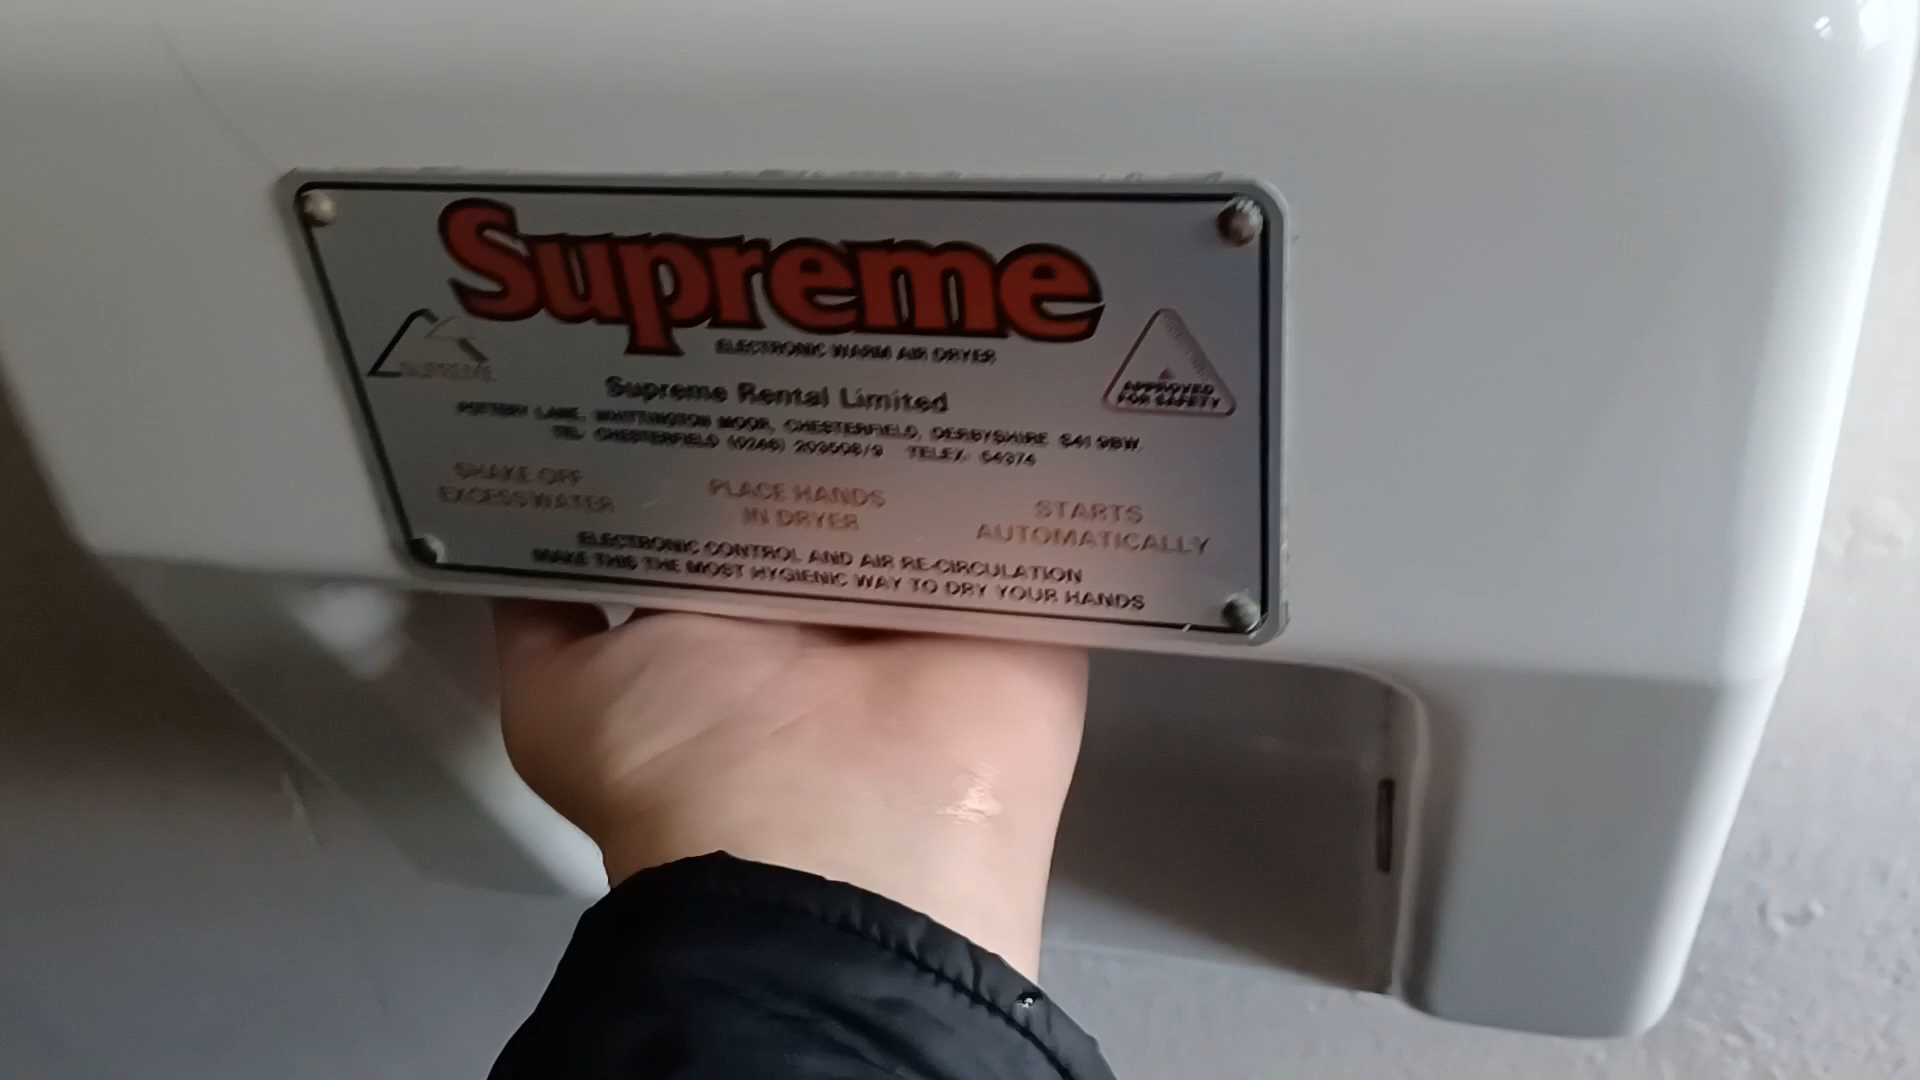 Supreme
ELECTRONIC WARM AIR DRYER
SUPREME
APPROVED
FOR SAFETY
Supreme Rental Limited
POTTERY LANE, WHITTINGTON MOOR, CHESTERFIELD, DERBYSHIRE S41 9BW.
TEL. CHESTERFIELD (0246) TELEX. 54374
SHAKE OFF
EXCESS WATER
PLACE HANDS
IN DRYER
STARTS
AUTOMATICALLY
ELECTRONIC CONTROL AND AIR RE-CIRCULATION
MAKE THIS THE MOST HYGIENIC WAY TO DRY YOUR HANDS